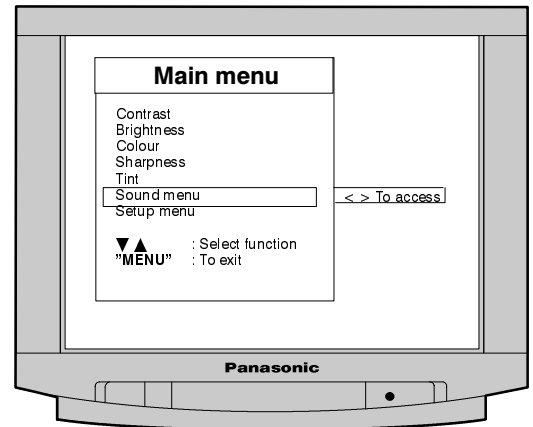 Main menu
Contrast
Brightness
Colour
Sharpness
Tint
Sound menu < > To access
Setup menu
▼▲ : Select function
”MENU” : To exit
Panasonic